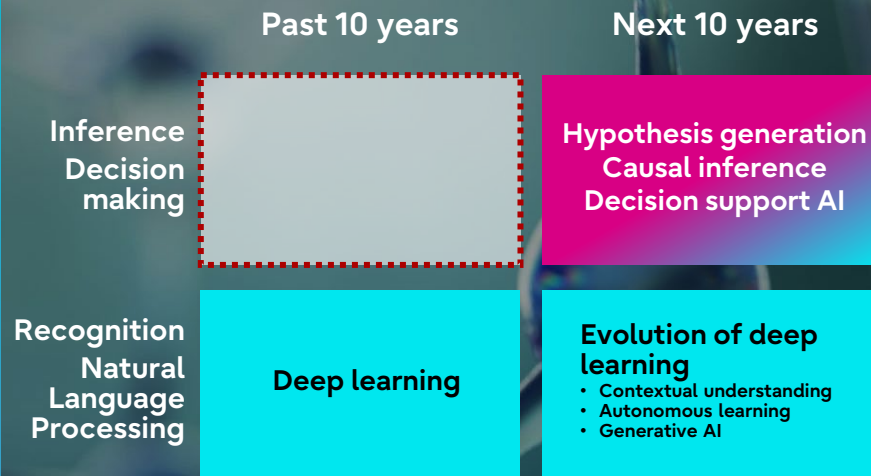 Past 10 years
Next 10 years
Inference
Decision
making
Hypothesis generation
Causal inference
Decision support AI
Recognition
Natural
Language
Processing
Deep learning
Evolution of deep
learning
• Contextual understanding
• Autonomous learning
• Generative AI